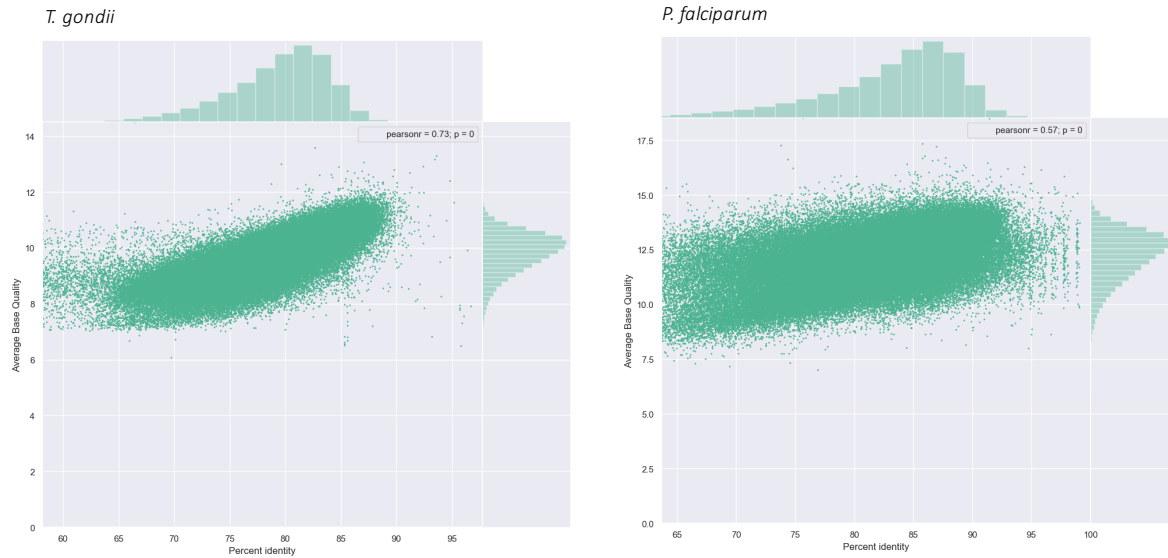 T. gondii
pearsonr = 0.73; p = 0
14
12
10
8
6
4
2
0
Average Base Quality
60 70 75 80 85 90 95
Percent identity
P. falciparum
pearsonr = 0.57; p = 0
17.5
15.0
12.5
10.0
7.5
5.0
2.5
0.0
Average Base Quality
65 70 75 80 85 90 95 100
Percent identity